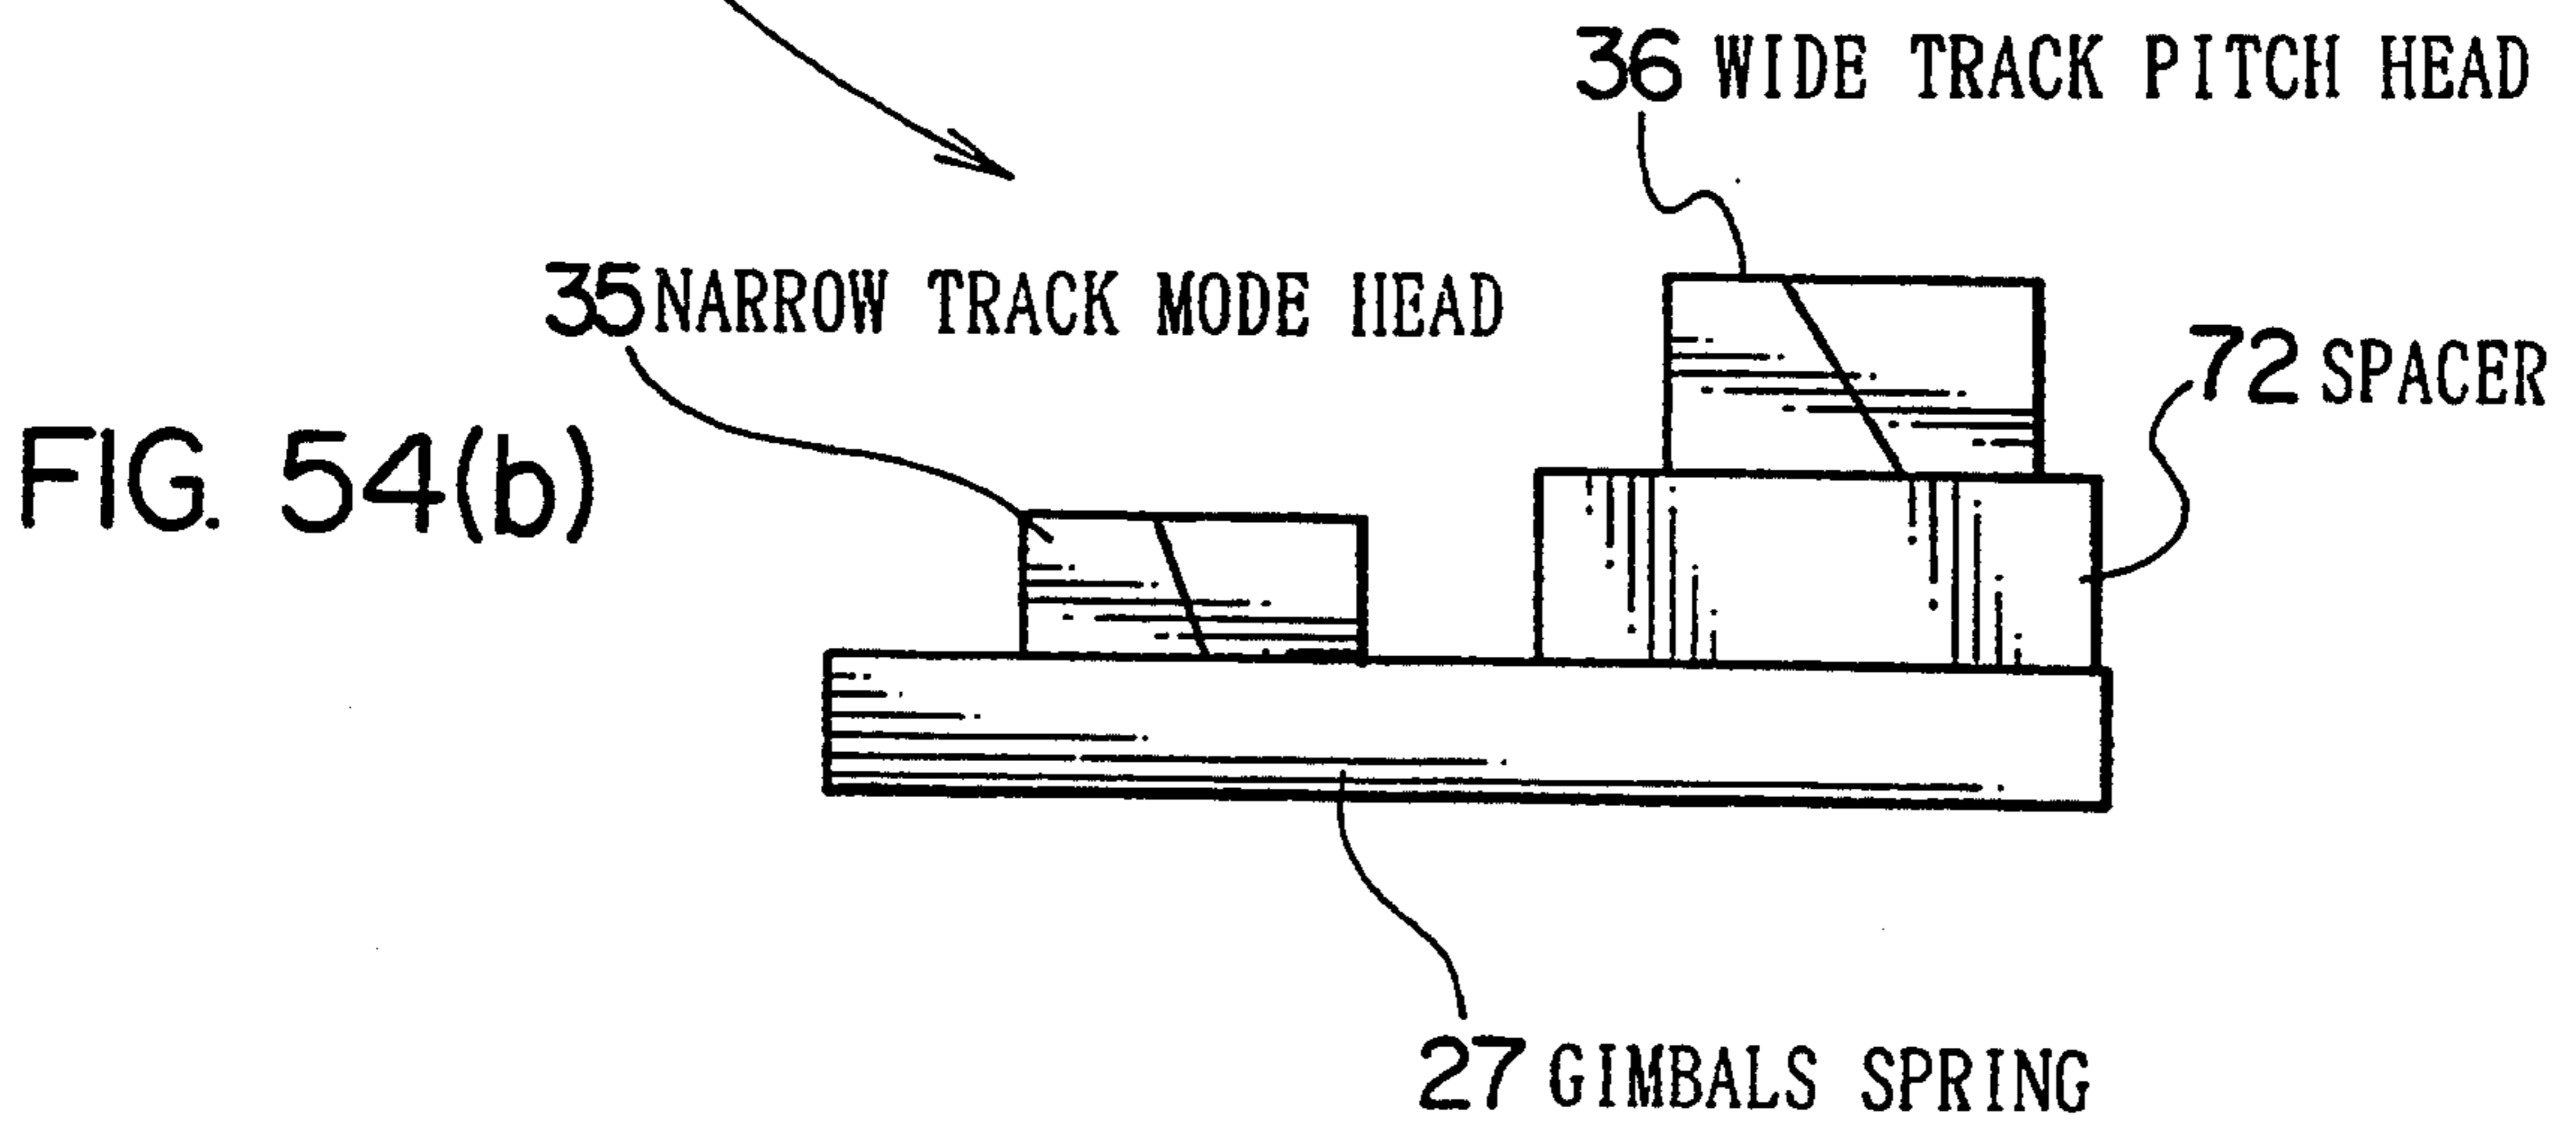 36 WIDE TRACK PITCH HEAD
35 NARROW TRACK MODE HEAD
72 SPACER
FIG. 54(b)
27 GIMBALS SPRING